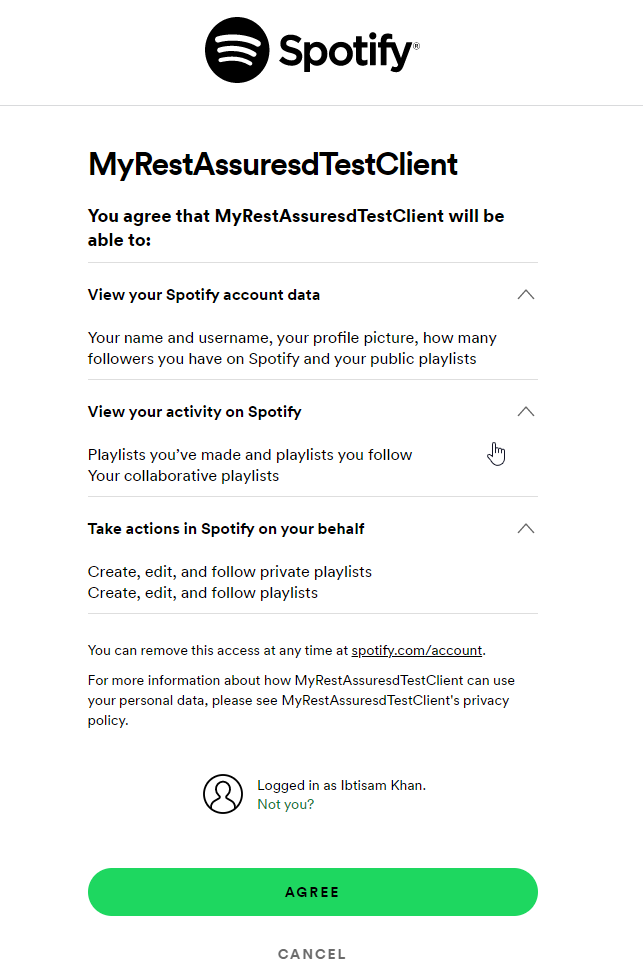 Spotify®
MyRestAssuresdTestClient
You agree that MyRestAssuresdTestClient will be
able to:
View your Spotify account data
Your name and username, your profile picture, how many
followers you have on Spotify and your public playlists
View your activity on Spotify
Playlists you’ve made and playlists you follow
Your collaborative playlists
Take actions in Spotify on your behalf
Create, edit, and follow private playlists
Create, edit, and follow playlists
You can remove this access at any time at spotify.com/account.
For more information about how MyRestAssuresdTestClient can use
your personal data, please see MyRestAssuresdTestClient's privacy
policy.
Logged in as Ibtisam Khan.
Not you?
AGREE
CANCEL